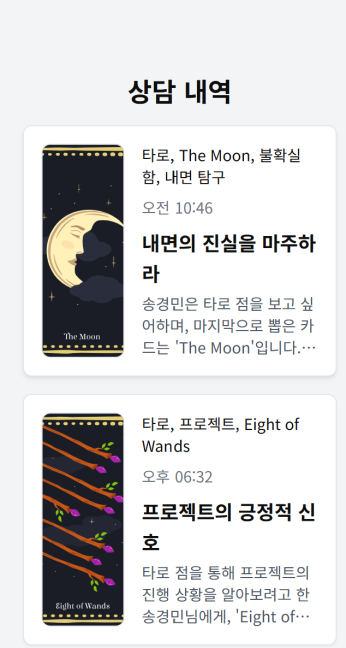 상담 내역
타로, The Moon, 불확실
함, 내면 탐구
오전 10:46
내면의 진실을 마주하
라
송경민은 타로 점을 보고 싶
어하며, 마지막으로 뽑은 카
드는 'The Moon'입니다.…
The Moon
타로, 프로젝트, Eight of
Wands
오후 06:32
프로젝트의 긍정적 신
호
타로 점을 통해 프로젝트의
진행 상황을 알아보려고 한
송경민님에게, 'Eight of…
Eight of Wands